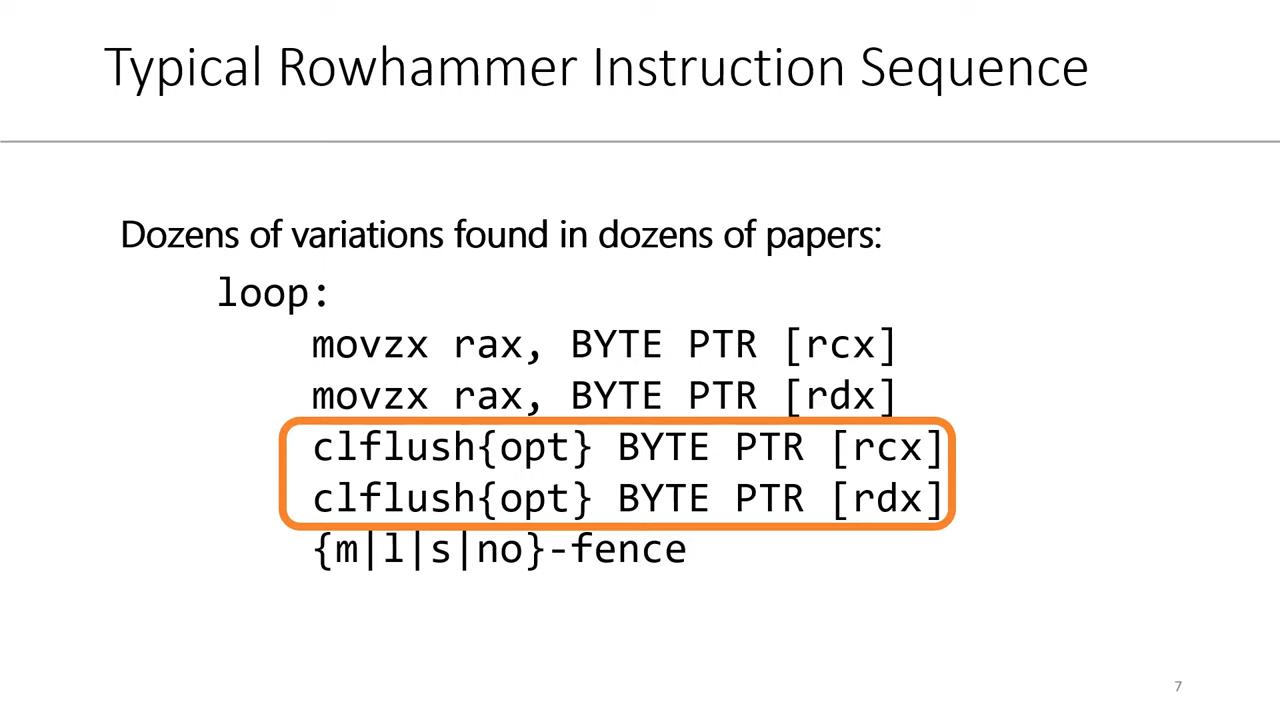 Typical Rowhammer Instruction Sequence
Dozens of variations found in dozens of papers:
loop:
movzx rax, BYTE PTR [rcx]
movzx rax, BYTE PTR [rdx]
clflush{opt} BYTE PTR [rcx]
clflush{opt} BYTE PTR [rdx]
{m|l|s|no}-fence
7